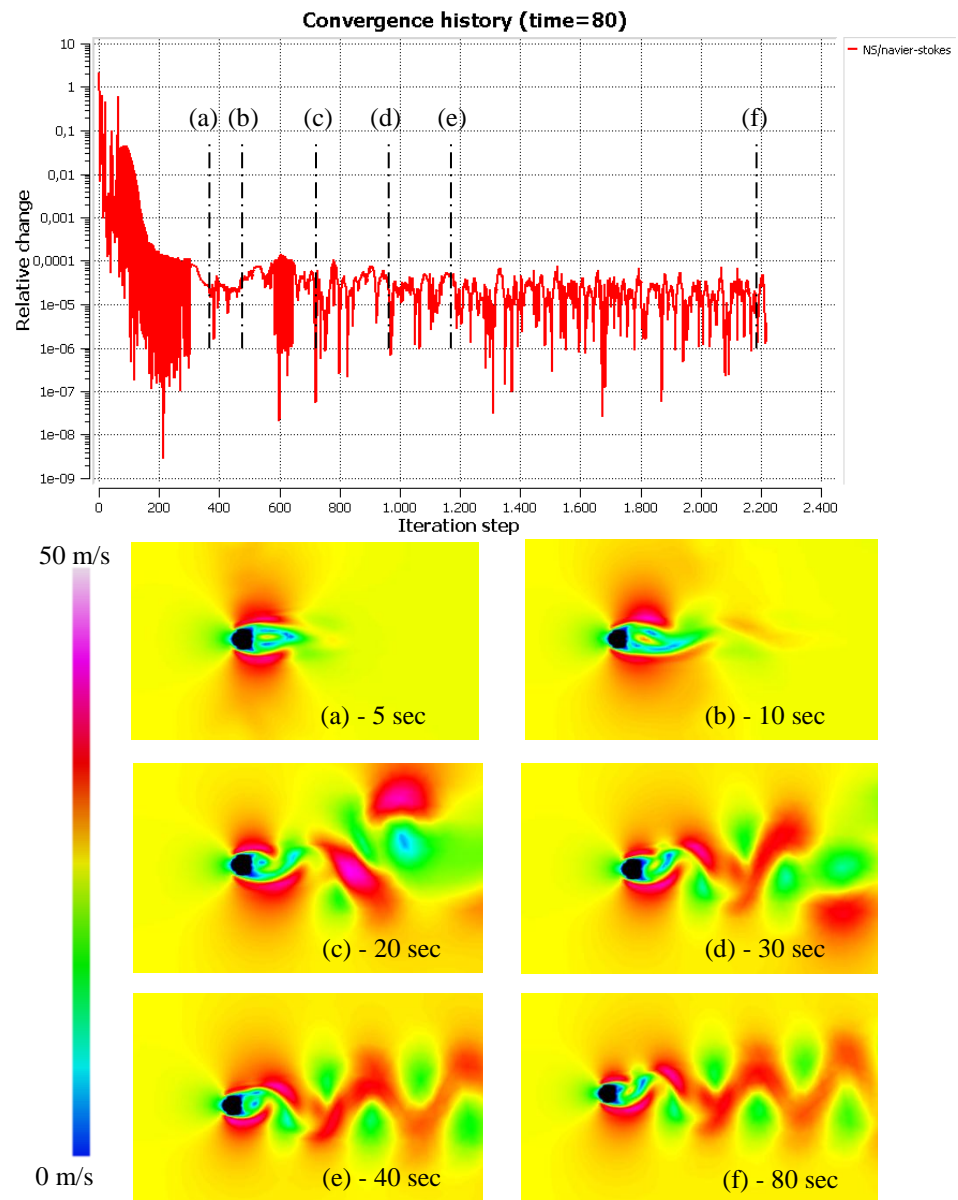 Convergence history (time=80)
NS/navier-stokes
10
1
0,1
0,01
0,001
0,0001
1e-05
1e-06
1e-07
1e-08
1e-09
Relative change
(a) (b) (c) (d) (e) (f)
0 200 400 600 800 1.000 1.200 1.400 1.600 1.800 2.000 2.200 2.400
Iteration step
50 m/s
(a) - 5 sec
(b) - 10 sec
(c) - 20 sec
(d) - 30 sec
(e) - 40 sec
(f) - 80 sec
0 m/s